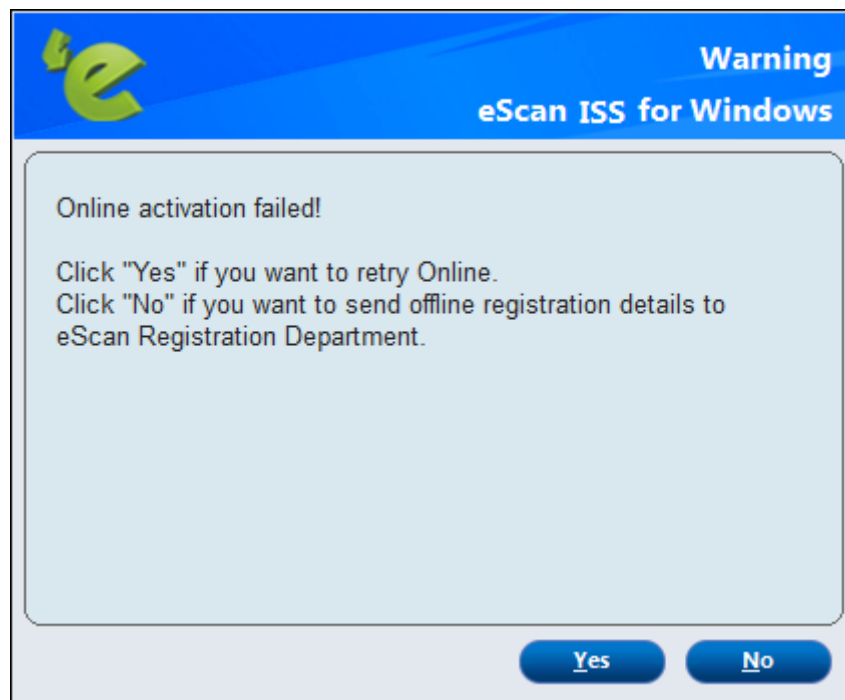 Warning
eScan ISS for Windows
Online activation failed!
Click "Yes" if you want to retry Online.
Click "No" if you want to send offline registration details to
eScan Registration Department.
Yes
No